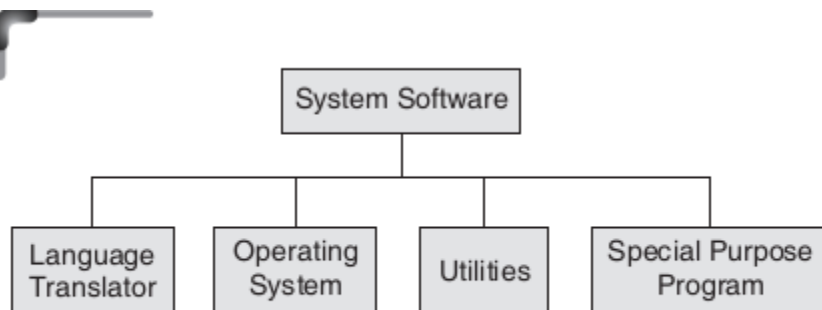 System Software
Language
Translator
Operating
System
Utilities
Special Purpose
Program